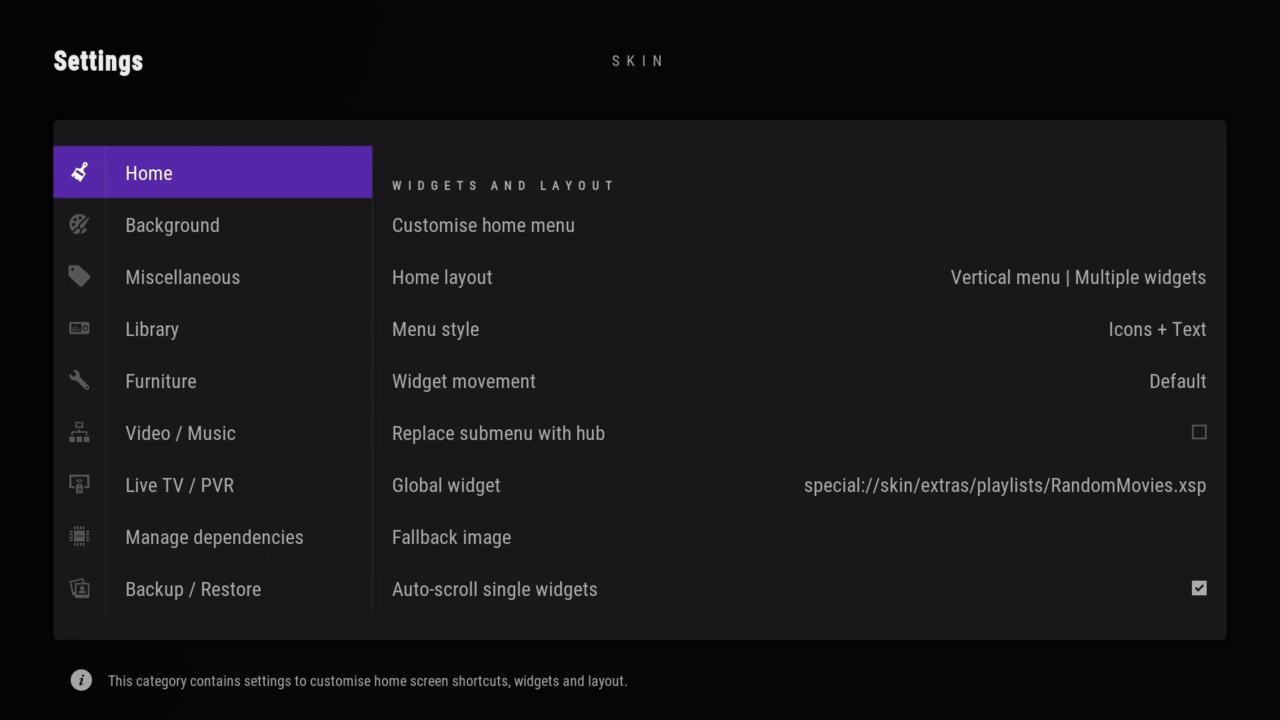 Settings
SKIN
Home
Background
Miscellaneous
Library
Furniture
Video / Music
Live TV / PVR
Manage dependencies
Backup / Restore
WIDGETS AND LAYOUT
Customise home menu
Home layout Vertical menu | Multiple widgets
Menu style Icons + Text
Widget movement Default
Replace submenu with hub
Global widget special://skin/extras/playlists/RandomMovies.xsp
Fallback image
Auto-scroll single widgets
This category contains settings to customise home screen shortcuts, widgets and layout.